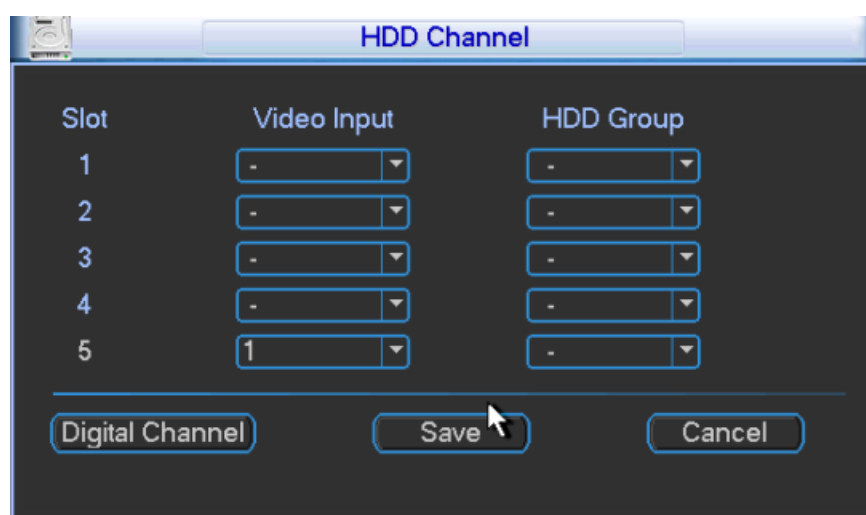 HDD Channel
Slot Video Input HDD Group
1 - -
2 - -
3 - -
4 - -
5 1 -
Digital Channel Save Cancel